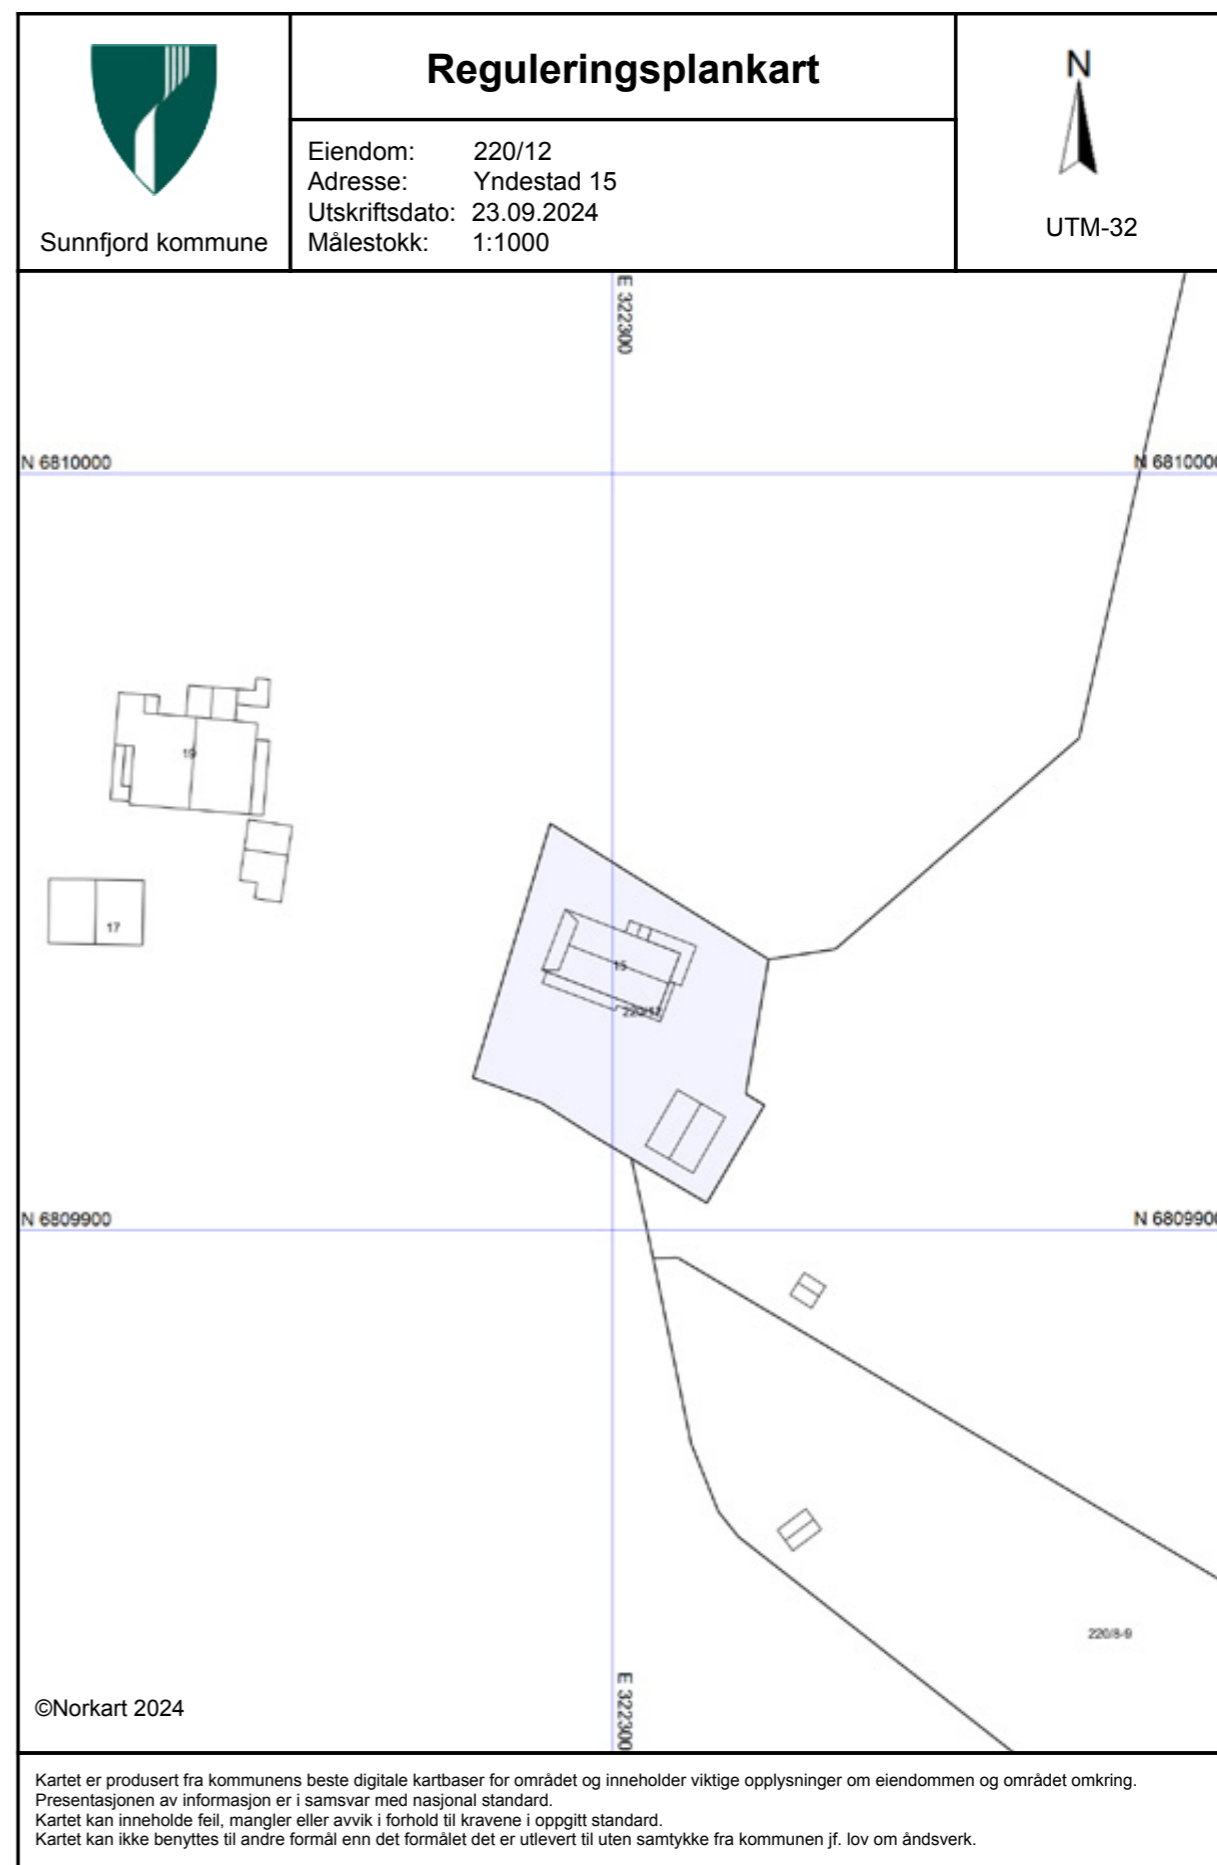 Reguleringsplankart
Sunnfjord kommune
Eiendom: 220/12
Adresse: Yndestad 15
Utskriftsdato: 23.09.2024
Målestokk: 1:1000
N
UTM-32
E 322300
N 6810000
N 6810000
19
17
15
220/12
N 6809900
N 6809900
220/8-9
E 322300
©Norkart 2024
Kartet er produsert fra kommunens beste digitale kartbaser for området og inneholder viktige opplysninger om eiendommen og området omkring.
Presentasjonen av informasjon er i samsvar med nasjonal standard.
Kartet kan inneholde feil, mangler eller avvik i forhold til kravene i oppgitt standard.
Kartet kan ikke benyttes til andre formål enn det formålet det er utlevert til uten samtykke fra kommunen jf. lov om åndsverk.